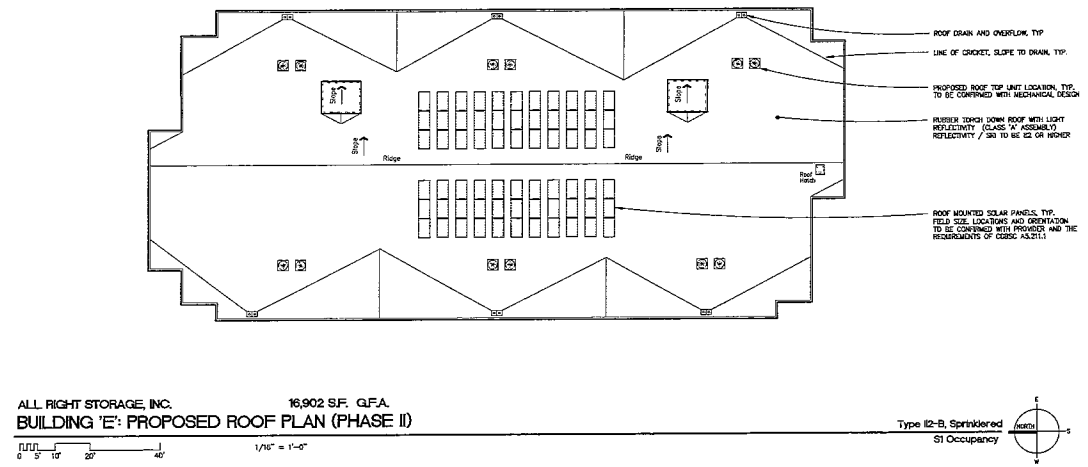 ROOF DRAIN AND OVERFLOW, TYP
LINE OF CRICKET, SLOPE TO DRAIN, TYP.
PROPOSED ROOF TOP UNIT LOCATION, TYP.
TO BE CONFIRMED WITH MECHANICAL DESIGN
RUBBER TORCH DOWN ROOF WITH LIGHT
REFLECTIVITY (CLASS 'A' ASSEMBLY)
REFLECTIVITY / SRI TO BE 82 OR HIGHER
Slope
Slope
Slope
Slope
Ridge
Ridge
Roof
Hatch
ROOF MOUNTED SOLAR PANELS, TYP.
FIELD SIZE, LOCATIONS AND ORIENTATION
TO BE CONFIRMED WITH PROVIDER AND THE
REQUIREMENTS OF CGBSC A5.211.1
ALL RIGHT STORAGE, INC. 16,902 S.F. G.F.A.
BUILDING 'E': PROPOSED ROOF PLAN (PHASE II)
0 5' 10' 20' 40'
1/16" = 1'-0"
Type II2-B, Sprinklered
S1 Occupancy
E
NORTH
S
W